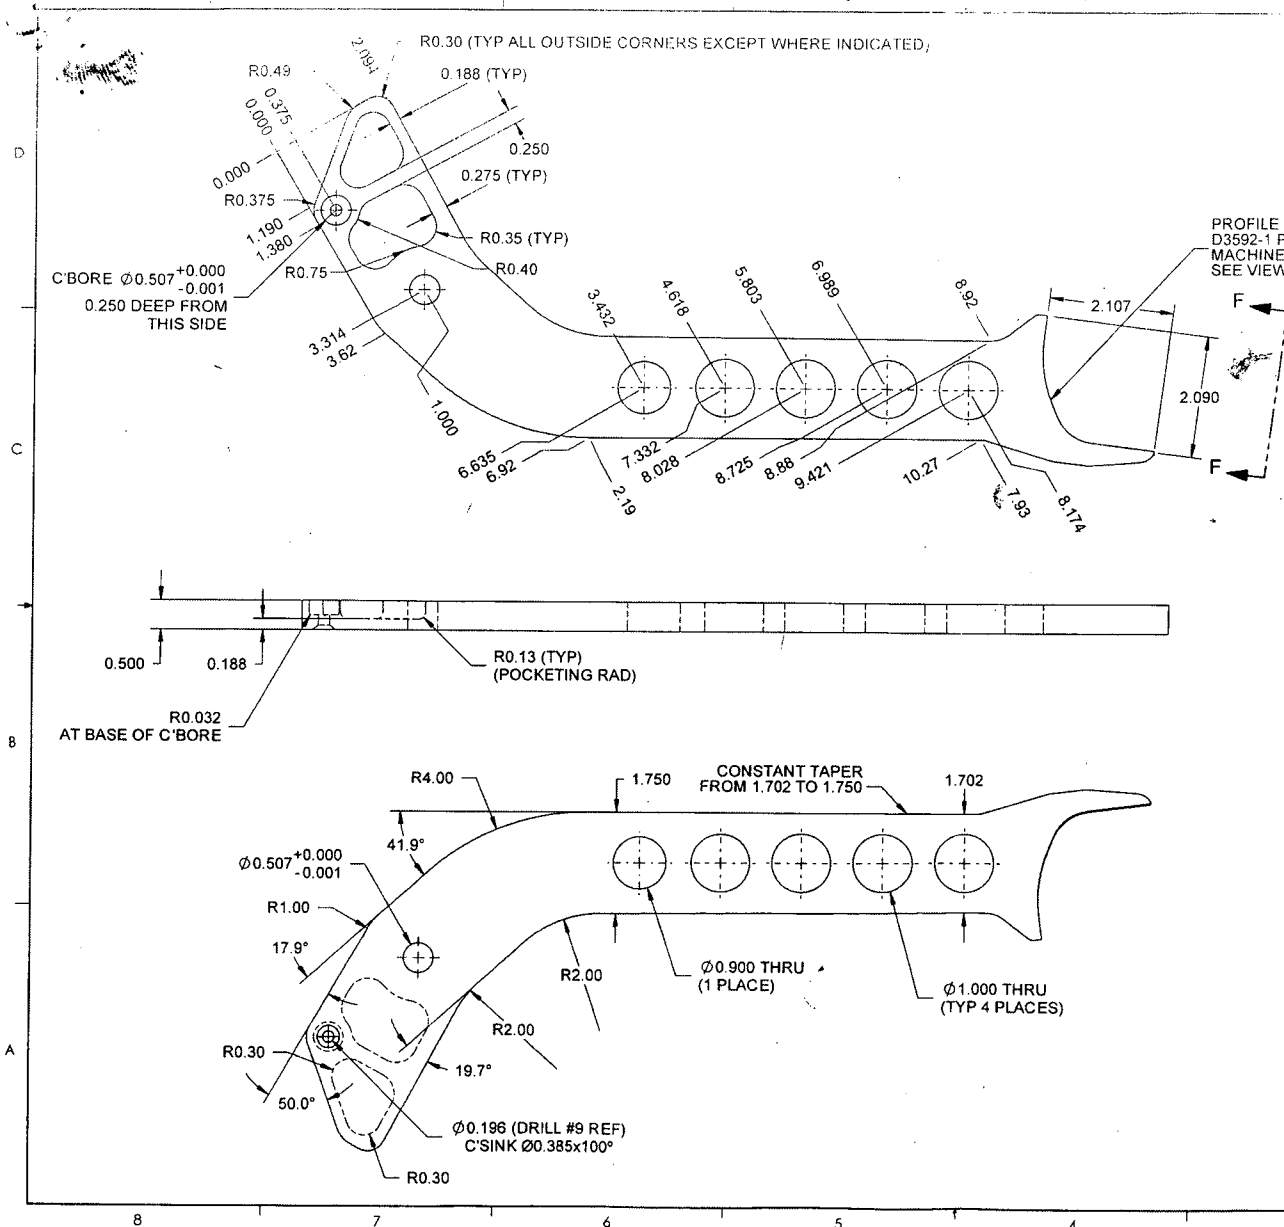 R0.30 (TYP ALL OUTSIDE CORNERS EXCEPT WHERE INDICATED)
2.094
R0.49
0.188 (TYP)
0.375
0.000
0.250
0.000
0.275 (TYP)
R0.375
1.190
1.380
R0.35 (TYP)
R0.75
R0.40
C'BORE Ø0.507 +0.000
-0.001
0.250 DEEP FROM
THIS SIDE
3.314
3.62
1.000
3.432
4.618
5.803
6.989
8.92
PROFILE
D3592-1 P
MACHINE
SEE VIEW
F
2.107
2.090
F
6.635
6.92
2.19
7.332
8.028
8.725
8.88
9.421
10.27
7.93
8.174
D
C
B
A
0.500
0.188
R0.13 (TYP)
(POCKETING RAD)
R0.032
AT BASE OF C'BORE
R4.00
1.750
CONSTANT TAPER
FROM 1.702 TO 1.750
1.702
41.9°
Ø0.507 +0.000
-0.001
R1.00
17.9°
R2.00
Ø0.900 THRU
(1 PLACE)
Ø1.000 THRU
(TYP 4 PLACES)
R2.00
R0.30
19.7°
50.0°
Ø0.196 (DRILL #9 REF)
C'SINK Ø0.385x100°
R0.30
8
7
6
5
4